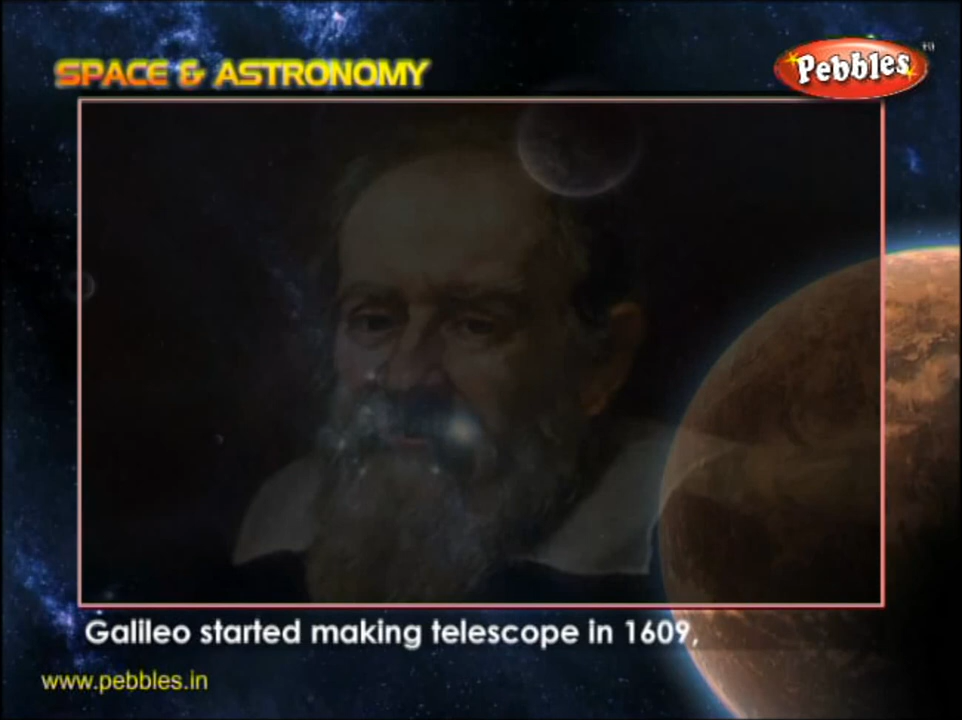 SPACE & ASTRONOMY
Pebbles
Galileo started making telescope in 1609,
www.pebbles.in